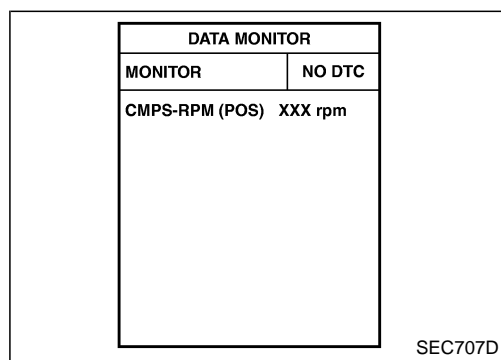 DATA MONITOR
MONITOR NO DTC
CMPS-RPM (POS) XXX rpm
SEC707D